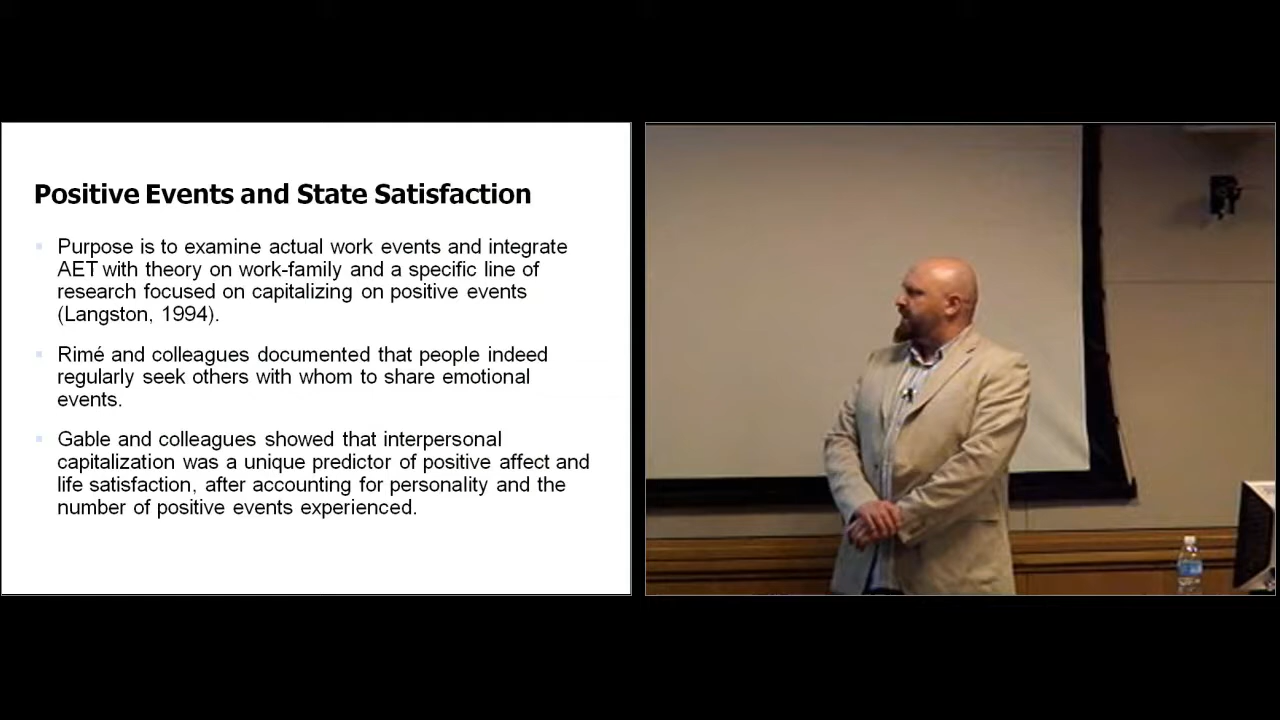 Positive Events and State Satisfaction
Purpose is to examine actual work events and integrate
AET with theory on work-family and a specific line of
research focused on capitalizing on positive events
(Langston, 1994).
Rimé and colleagues documented that people indeed
regularly seek others with whom to share emotional
events.
Gable and colleagues showed that interpersonal
capitalization was a unique predictor of positive affect and
life satisfaction, after accounting for personality and the
number of positive events experienced.